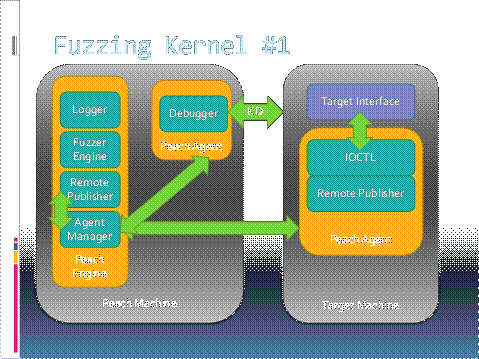 Fuzzing Kernel #1
Logger
Fuzzer
Engine
Remote
Publisher
Agent
Manager
Peach
Engine
Debugger
Peach Agent
KD
Peach Machine
Target Interface
IOCTL
Remote Publisher
Peach Agent
Target Machine